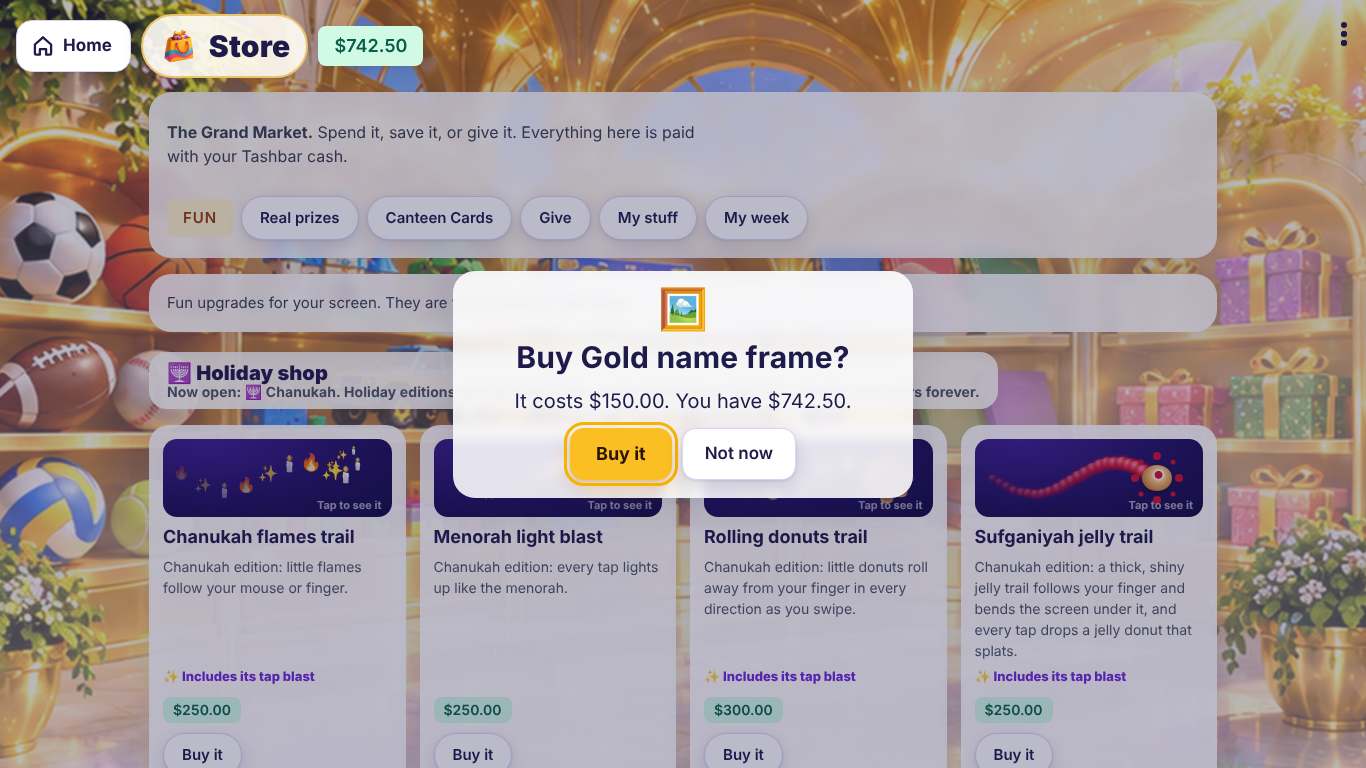 Home
Store
$742.50
The Grand Market. Spend it, save it, or give it. Everything here is paid
with your Tashbar cash.
FUN
Real prizes
Canteen Cards
Give
My stuff
My week
Fun upgrades for your screen. They are
Buy Gold name frame?
It costs $150.00. You have $742.50.
Buy it
Not now
Holiday shop
Now open: 🕎 Chanukah. Holiday editions
forever.
Tap to see it
Tap to see it
Tap to see it
Tap to see it
Chanukah flames trail
Chanukah edition: little flames
follow your mouse or finger.
✨ Includes its tap blast
$250.00
Buy it
Menorah light blast
Chanukah edition: every tap lights
up like the menorah.
$250.00
Buy it
Rolling donuts trail
Chanukah edition: little donuts roll
away from your finger in every
direction as you swipe.
✨ Includes its tap blast
$300.00
Buy it
Sufganiyah jelly trail
Chanukah edition: a thick, shiny
jelly trail follows your finger and
bends the screen under it, and
every tap drops a jelly donut that
splats.
✨ Includes its tap blast
$250.00
Buy it